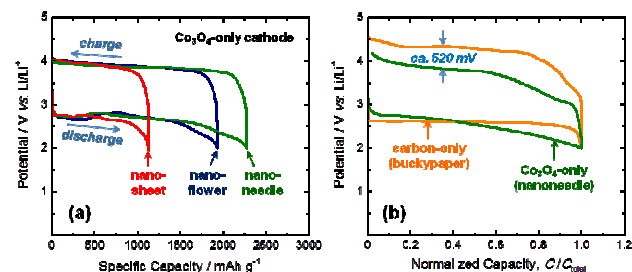 charge
Co₃O₄-only cathode
discharge
nano-
sheet
nano-
flower
nano-
needle
(a)
Potential / V vs. Li/Li⁺
5
4
3
2
1
0 500 1000 1500 2000 2500 3000
Specific Capacity / mAh g⁻¹
ca. 520 mV
carbon-only
(buckypaper)
Co₃O₄-only
(nanoneedle)
(b)
Potential / V vs. Li/Li⁺
5
4
3
2
1
0 0.2 0.4 0.6 0.8 1.0 1.2
Normalized Capacity, C/C_total